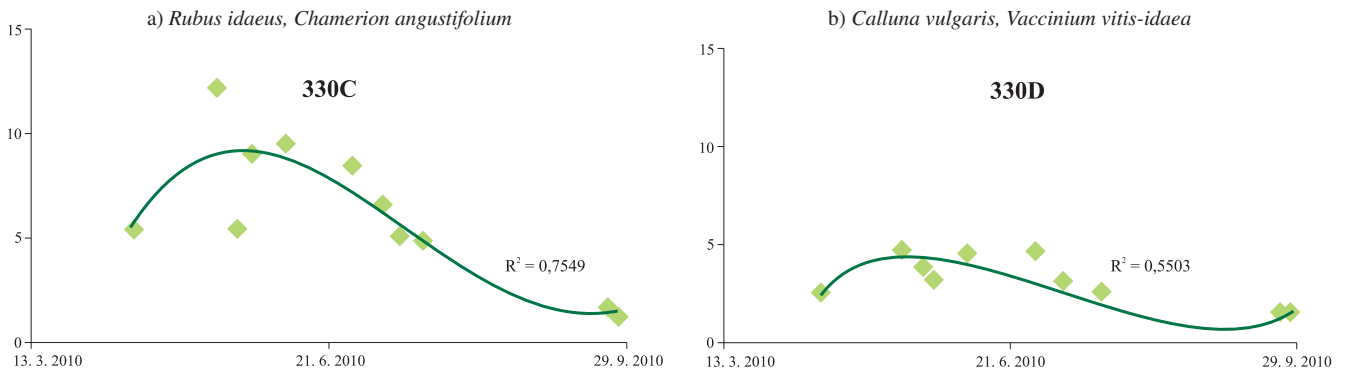 a) Rubus idaeus, Chamerion angustifolium
15
330C
10
5
R² = 0,7549
0
13. 3. 2010
21. 6. 2010
29. 9. 2010
b) Calluna vulgaris, Vaccinium vitis-idaea
15
330D
10
5
R² = 0,5503
0
13. 3. 2010
21. 6. 2010
29. 9. 2010